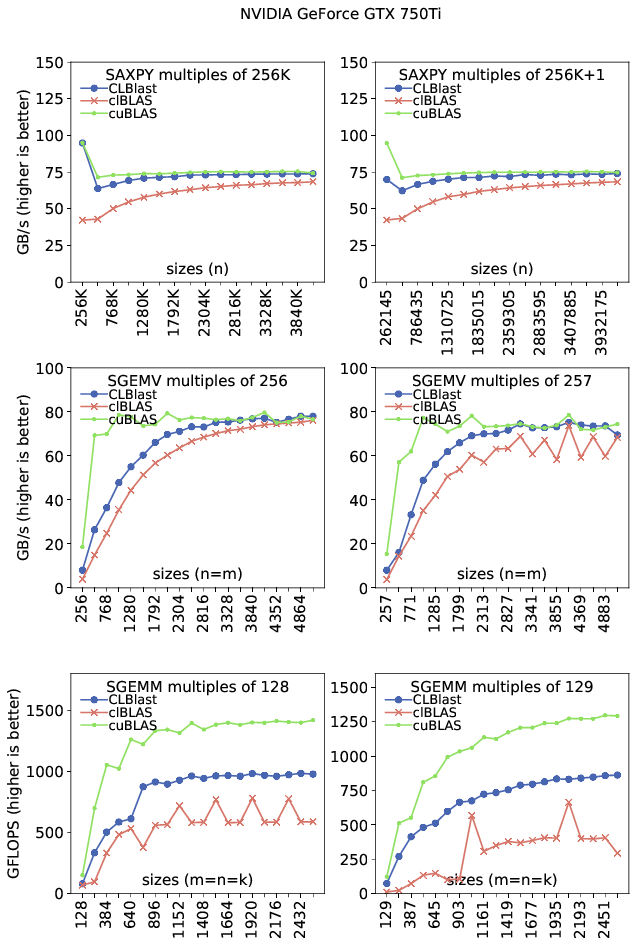 NVIDIA GeForce GTX 750Ti
SAXPY multiples of 256K
CLBlast
clBLAS
cuBLAS
GB/s (higher is better)
150
125
100
75
50
25
0
sizes (n)
256K 768K 1280K 1792K 2304K 2816K 3328K 3840K
SAXPY multiples of 256K+1
CLBlast
clBLAS
cuBLAS
150
125
100
75
50
25
0
sizes (n)
262145 786435 1310725 1835015 2359305 2883595 3407885 3932175
SGEMV multiples of 256
CLBlast
clBLAS
cuBLAS
GB/s (higher is better)
100
80
60
40
20
0
sizes (n=m)
256 768 1280 1792 2304 2816 3328 3840 4352 4864
SGEMV multiples of 257
CLBlast
clBLAS
cuBLAS
100
80
60
40
20
0
sizes (n=m)
257 771 1285 1799 2313 2827 3341 3855 4369 4883
SGEMM multiples of 128
CLBlast
clBLAS
cuBLAS
GFLOPS (higher is better)
1500
1000
500
0
sizes (m=n=k)
128 384 640 896 1152 1408 1664 1920 2176 2432
SGEMM multiples of 129
CLBlast
clBLAS
cuBLAS
1500
1250
1000
750
500
250
0
sizes (m=n=k)
129 387 645 903 1161 1419 1677 1935 2193 2451